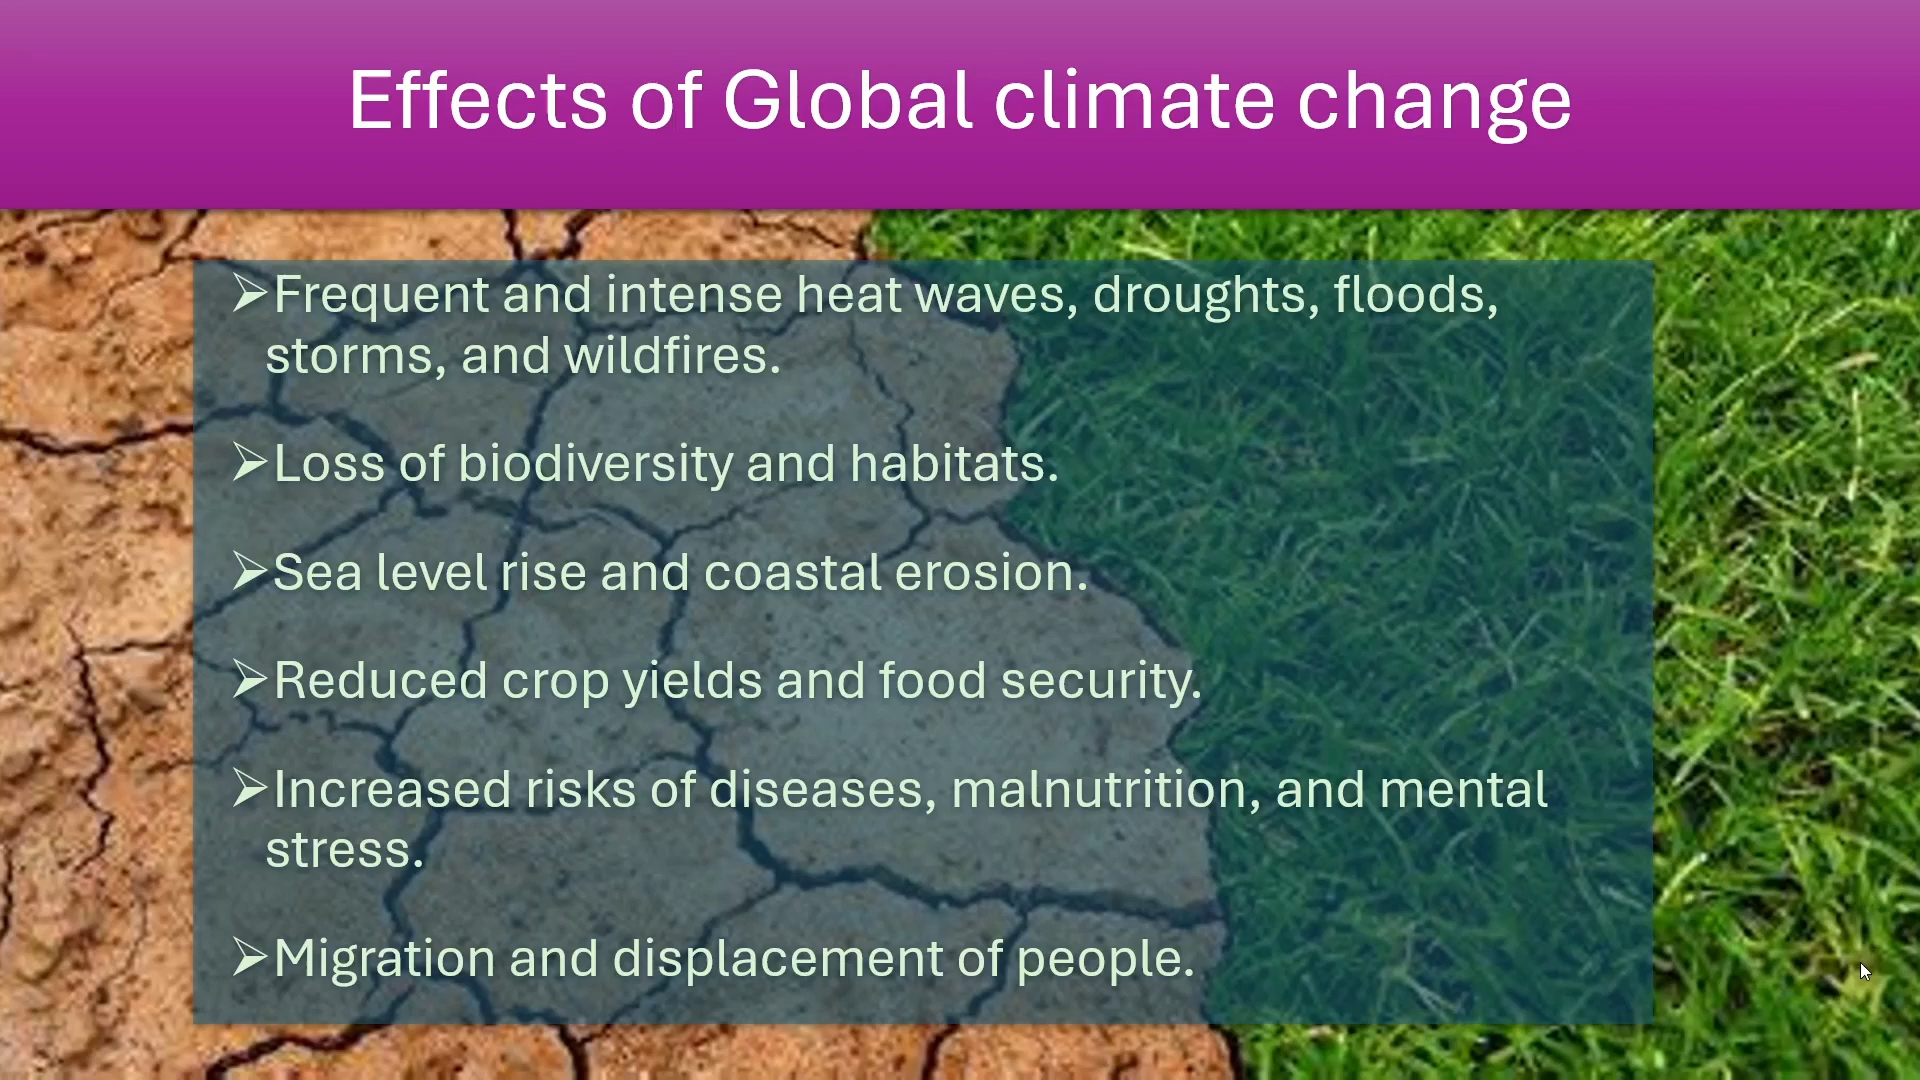 Effects of Global climate change
➢Frequent and intense heat waves, droughts, floods,
storms, and wildfires.
➢Loss of biodiversity and habitats.
➢Sea level rise and coastal erosion.
➢Reduced crop yields and food security.
➢Increased risks of diseases, malnutrition, and mental
stress.
➢Migration and displacement of people.